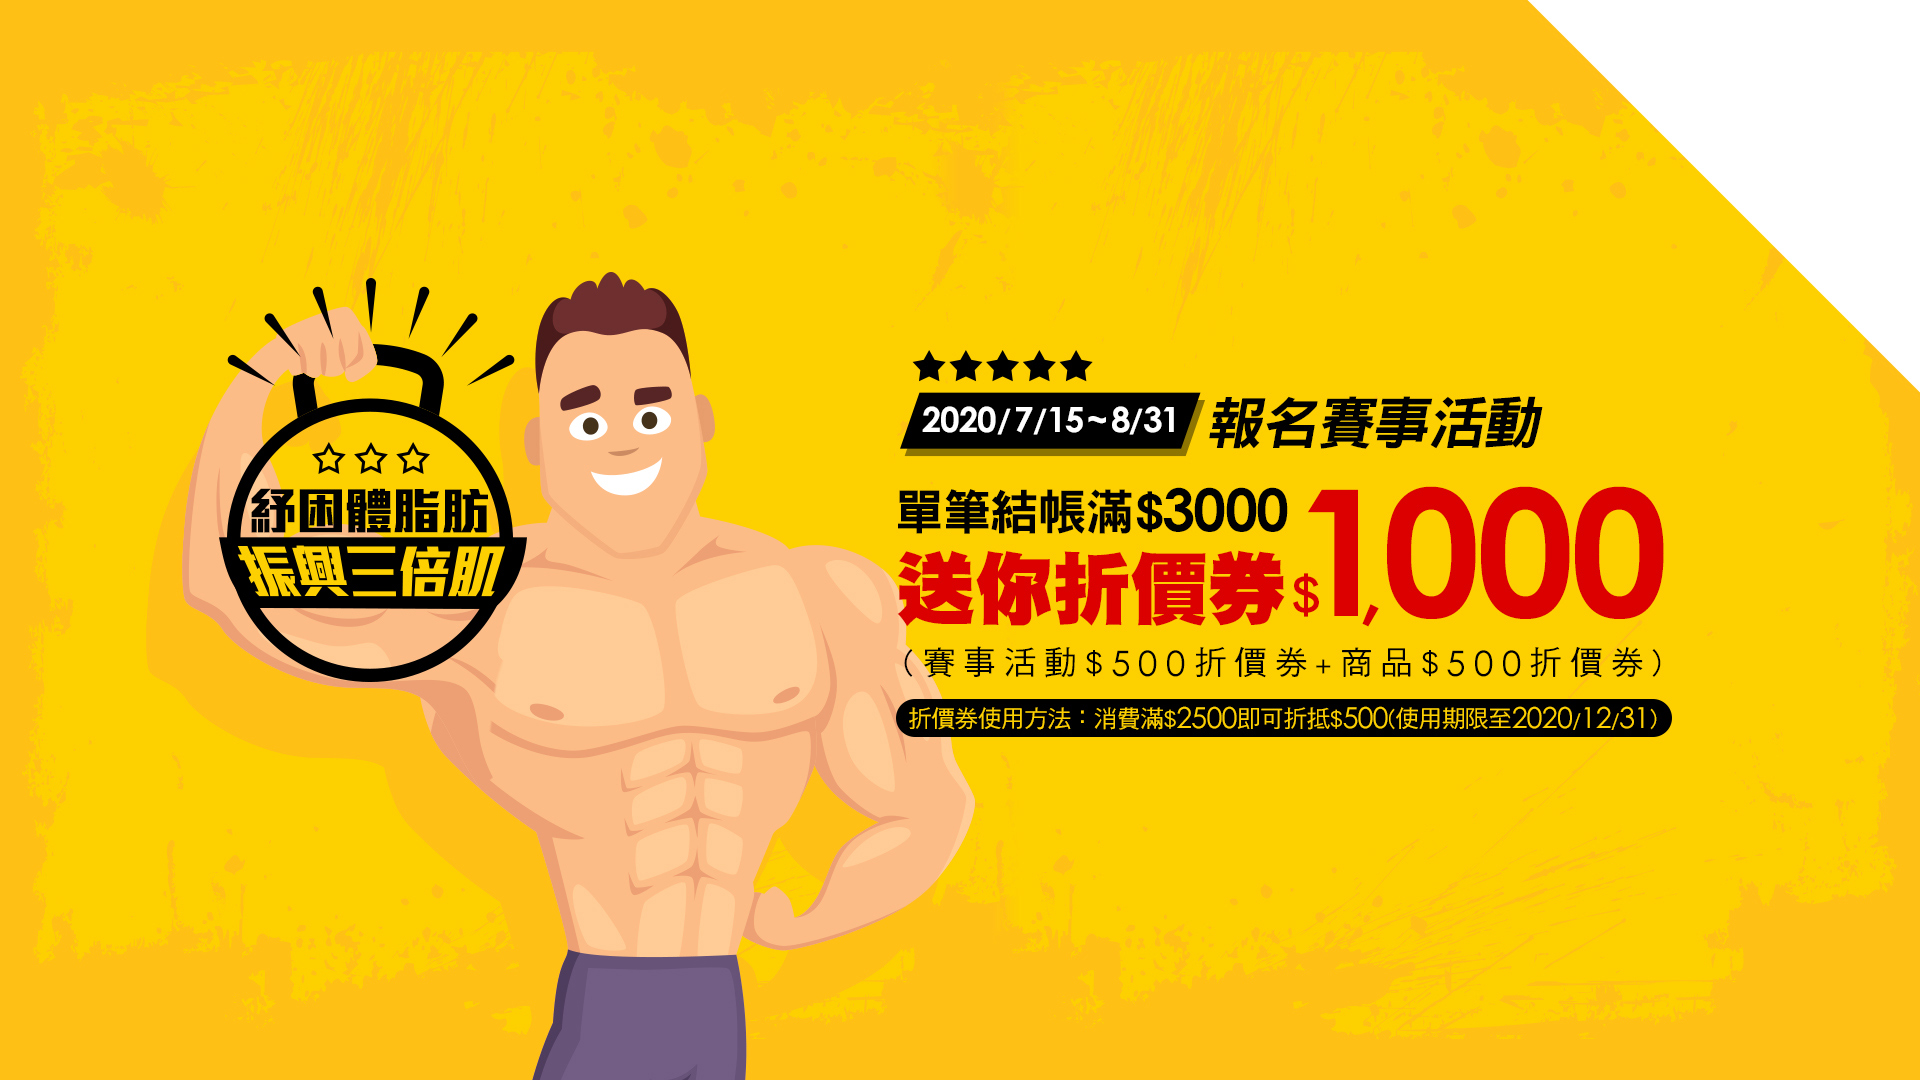 紓困體脂肪
振興三倍肌
2020/7/15~8/31 報名賽事活動
單筆結帳滿$3000
送你折價券$1,000
（賽事活動$500折價券+商品$500折價券）
折價券使用方法：消費滿$2500即可折抵$500(使用期限至2020/12/31)